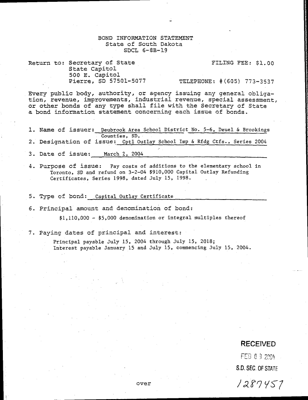 BOND INFORMATION STATEMENT
State of South Dakota
SDCL 6-8B-19
Return to: Secretary of State FILING FEE: $1.00
State Capitol
500 E. Capitol
Pierre, SD 57501-5077 TELEPHONE: #(605) 773-3537
Every public body, authority, or agency issuing any general obliga-
tion, revenue, improvements, industrial revenue, special assessment,
or other bonds of any type shall file with the Secretary of State
a bond information statement concerning each issue of bonds.
1. Name of issuer: Deubrook Area School District No. 5-6, Deuel & Brookings
Counties, SD.
2. Designation of issue: Cptl Outlay School Imp & Rfdg Ctfs., Series 2004
3. Date of issue: March 2, 2004
4. Purpose of issue: Pay costs of additions to the elementary school in
Toronto, SD and refund on 3-2-04 $910,000 Capital Outlay Refunding
Certificates, Series 1998, dated July 15, 1998.
5. Type of bond: Capital Outlay Certificate
6. Principal amount and denomination of bond:
$1,110,000 - $5,000 denomination or integral multiples thereof
7. Paying dates of principal and interest:
Principal payable July 15, 2004 through July 15, 2018;
Interest payable January 15 and July 15, commencing July 15, 2004.
RECEIVED
FEB 2004
S.D. SEC. OF STATE
over 1287457